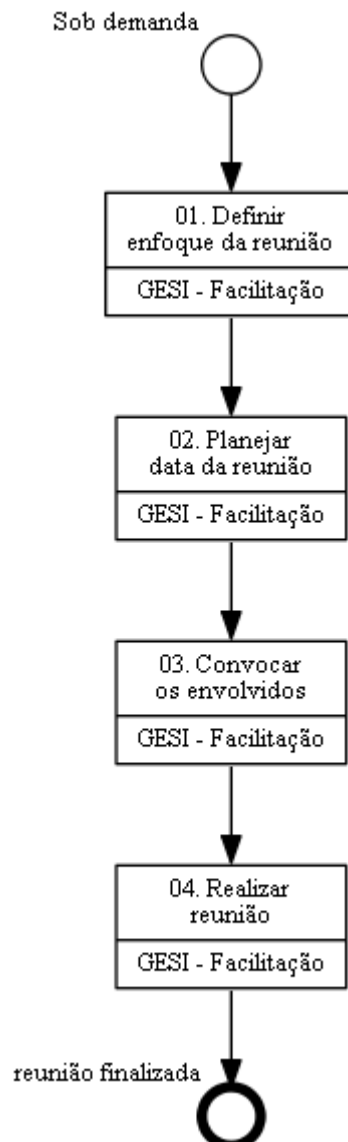 Sob demanda
01. Definir
enfoque da reunião
GESI - Facilitação
02. Planejar
data da reunião
GESI - Facilitação
03. Convocar
os envolvidos
GESI - Facilitação
04. Realizar
reunião
GESI - Facilitação
reunião finalizada